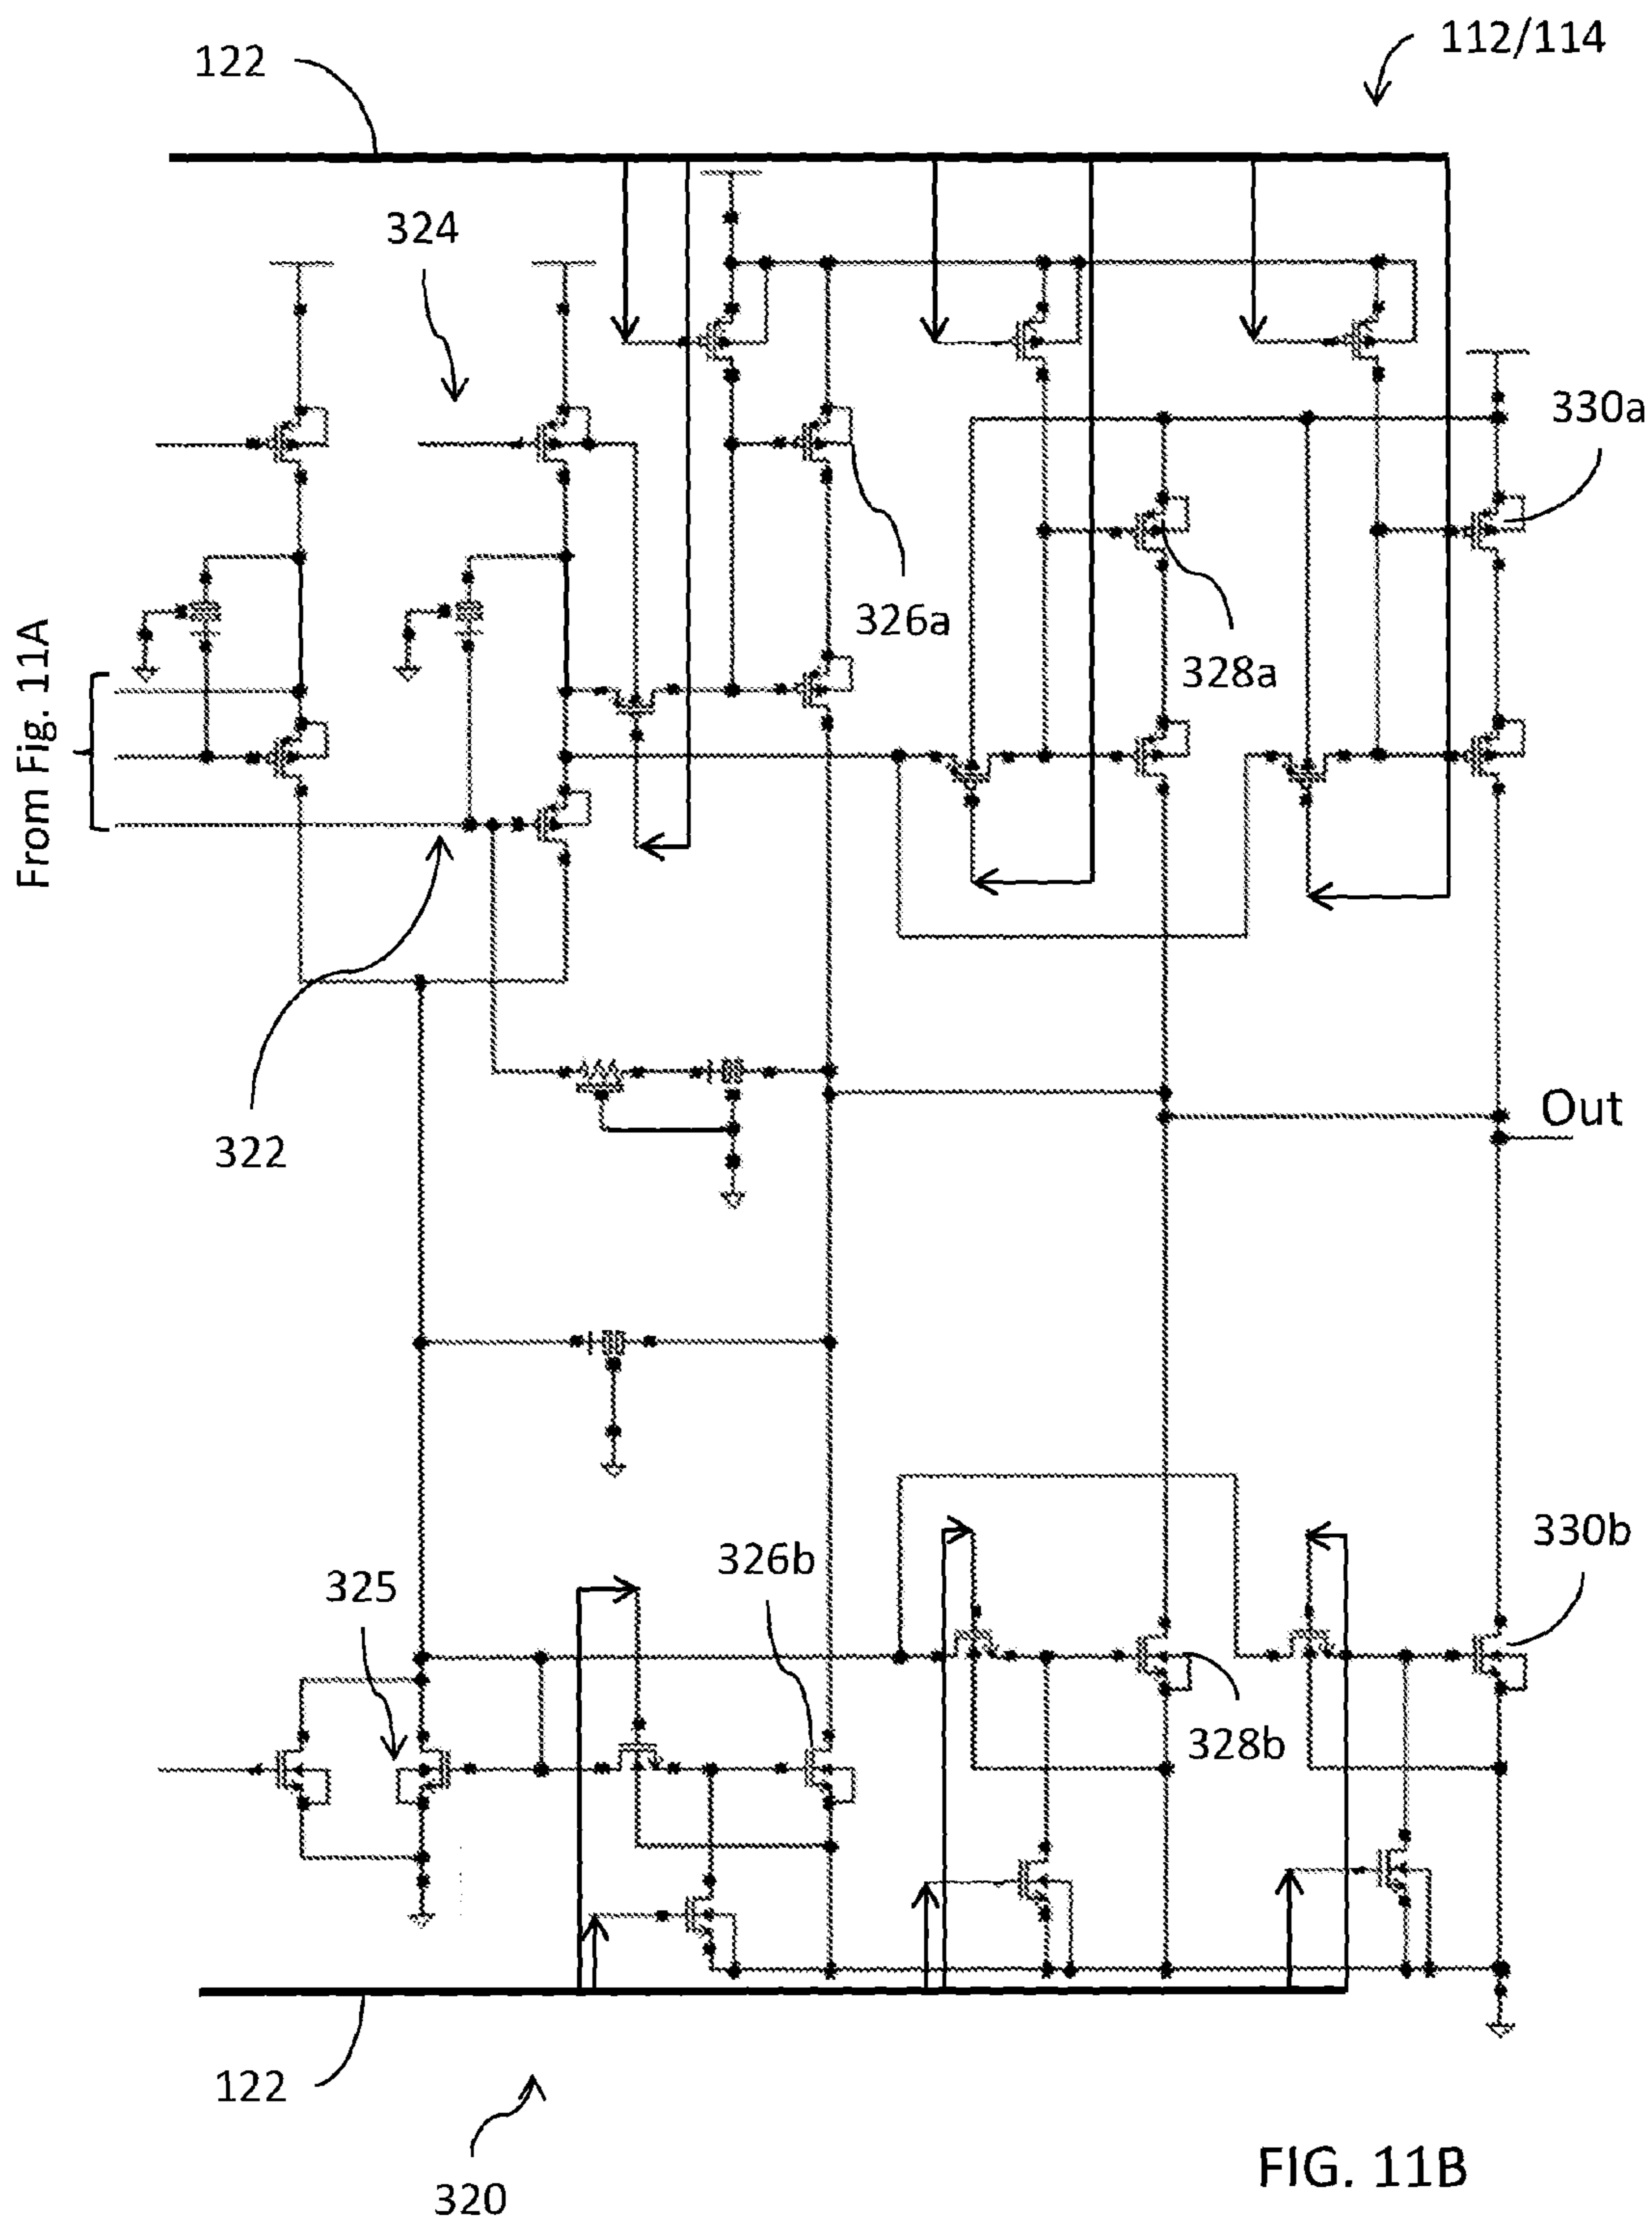 112/114
122
324
330a
326a
328a
From Fig. 11A
322
Out
326b
330b
325
328b
122
320
FIG. 11B